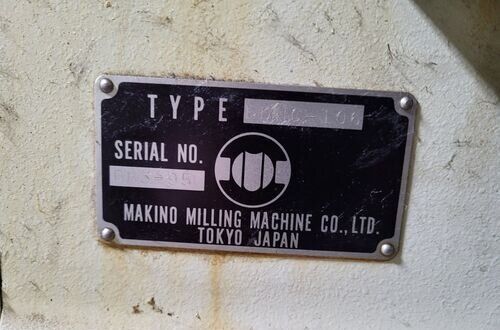 TYPE
SERIAL NO.
MAKINO MILLING MACHINE CO., LTD.
TOKYO JAPAN